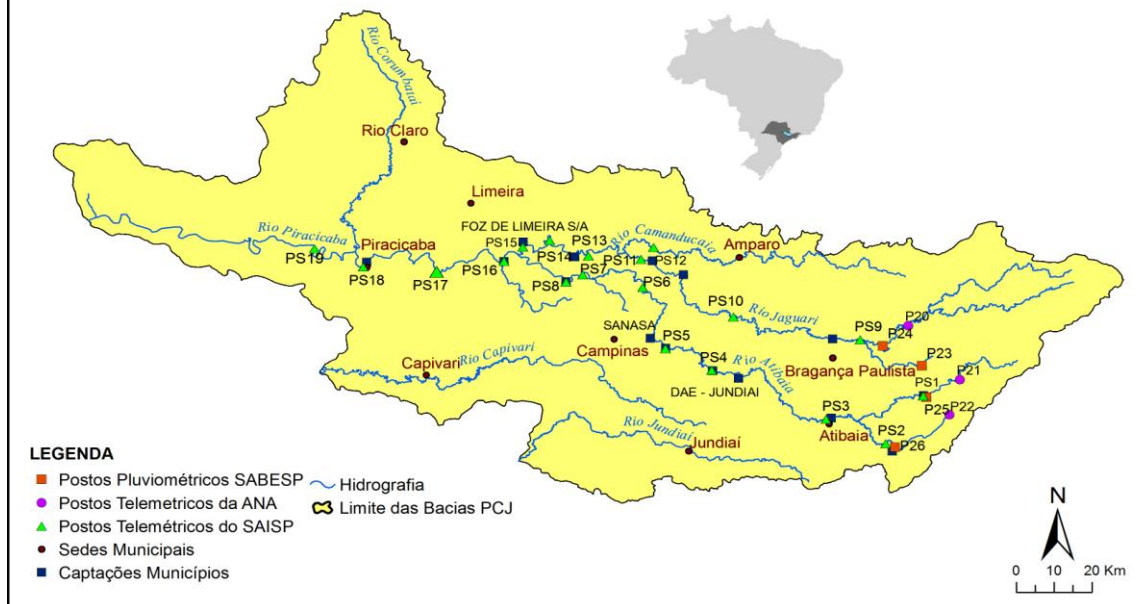 Rio Corumbataí
Rio Claro
Limeira
FOZ DE LIMEIRA S/A
Rio Camanducaia
Amparo
Rio Piracicaba
Piracicaba
PS15
PS13
PS14
PS11
PS12
PS19
PS18
PS17
PS16
PS8
PS7
PS6
PS10
Rio Jaguari
PS9
P20
P24
SANASA
PS5
Campinas
Rio Capivari
Capivari
PS4
Rio Atibaia
Bragança Paulista
P23
P21
PS1
P25
P22
DAE - JUNDIAI
PS3
Atibaia
PS2
P26
Rio Jundiaí
Jundiaí
LEGENDA
Postos Pluviométricos SABESP
Postos Telemetricos da ANA
Postos Telemétricos do SAISP
Sedes Municipais
Captações Municípios
Hidrografia
Limite das Bacias PCJ
N
0 10 20 Km